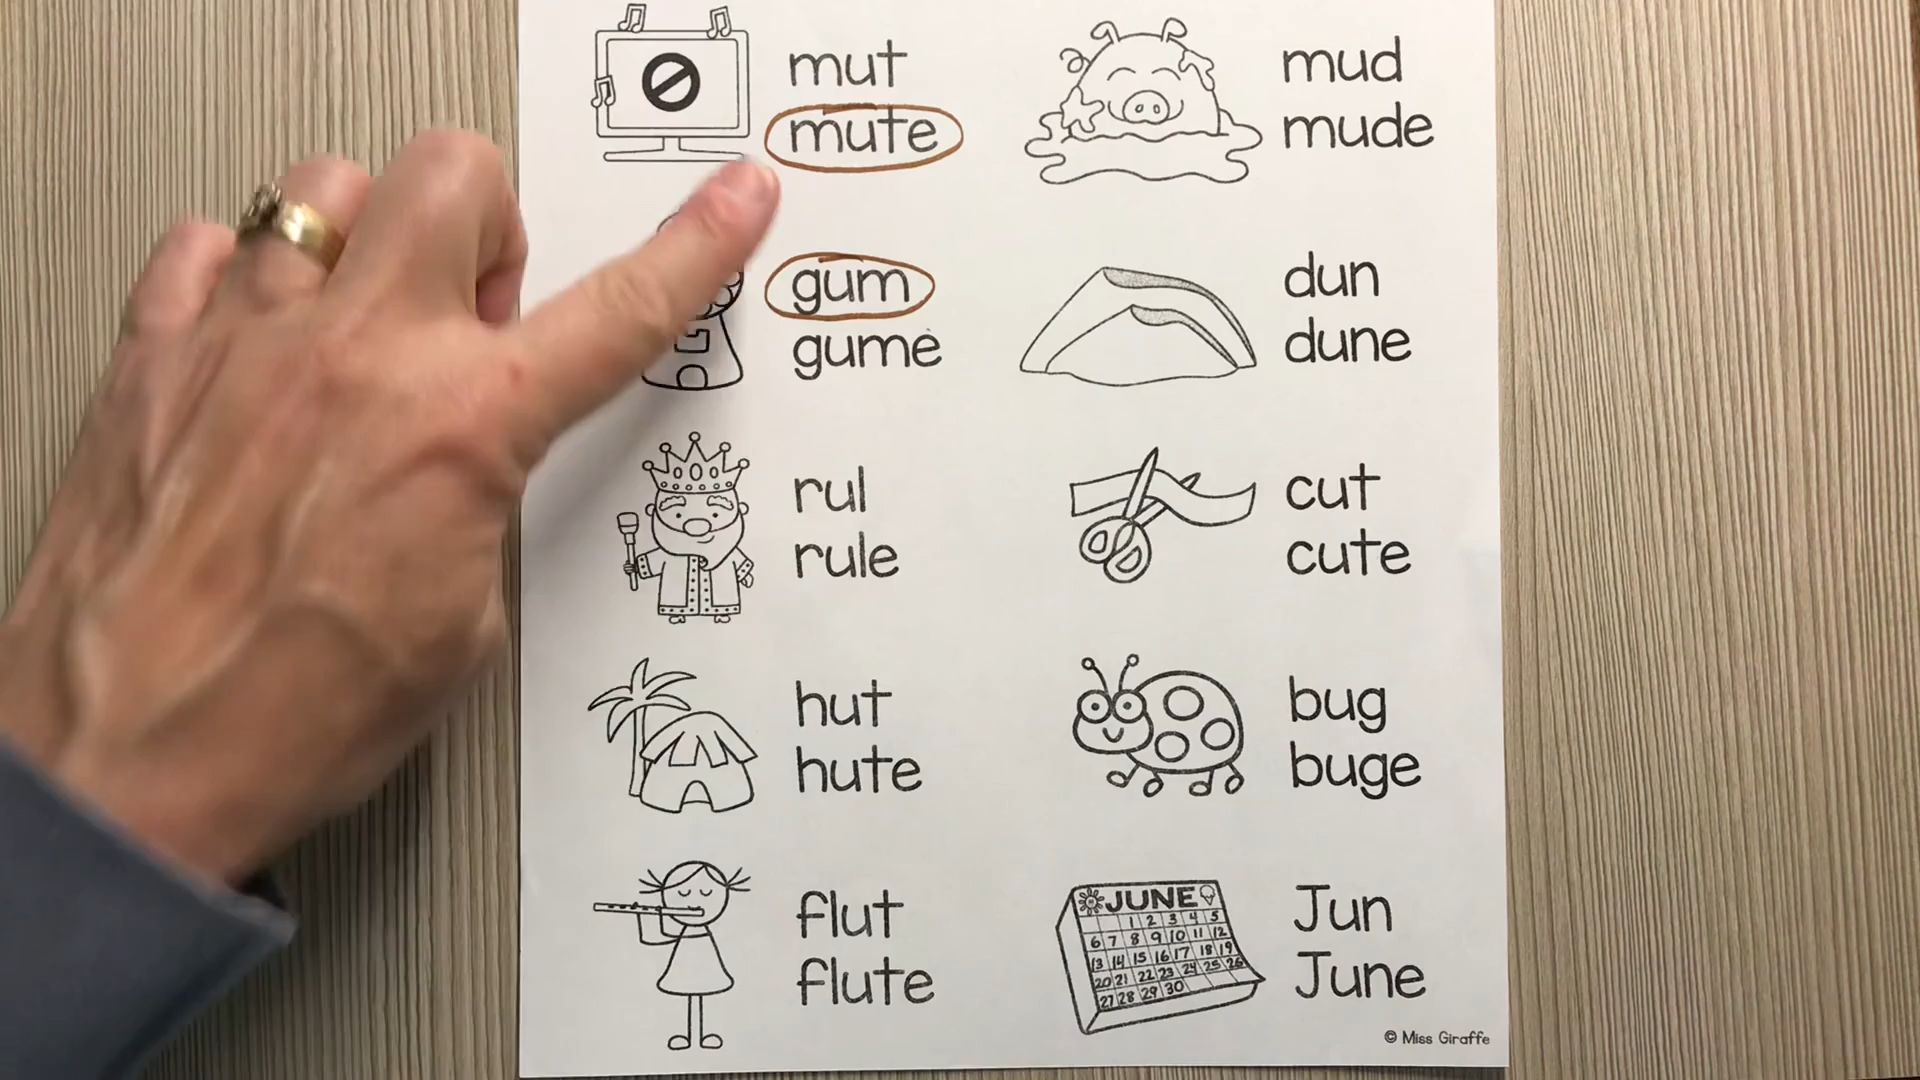 mut
mute
mud
mude
gum
gume
dun
dune
rul
rule
cut
cute
hut
hute
bug
buge
flut
flute
JUNE
1 2 3 4 5
6 7 8 9 10 11 12
13 14 15 16 17 18 19
20 21 22 23 24 25 26
27 28 29 30
Jun
June
© Miss Giraffe